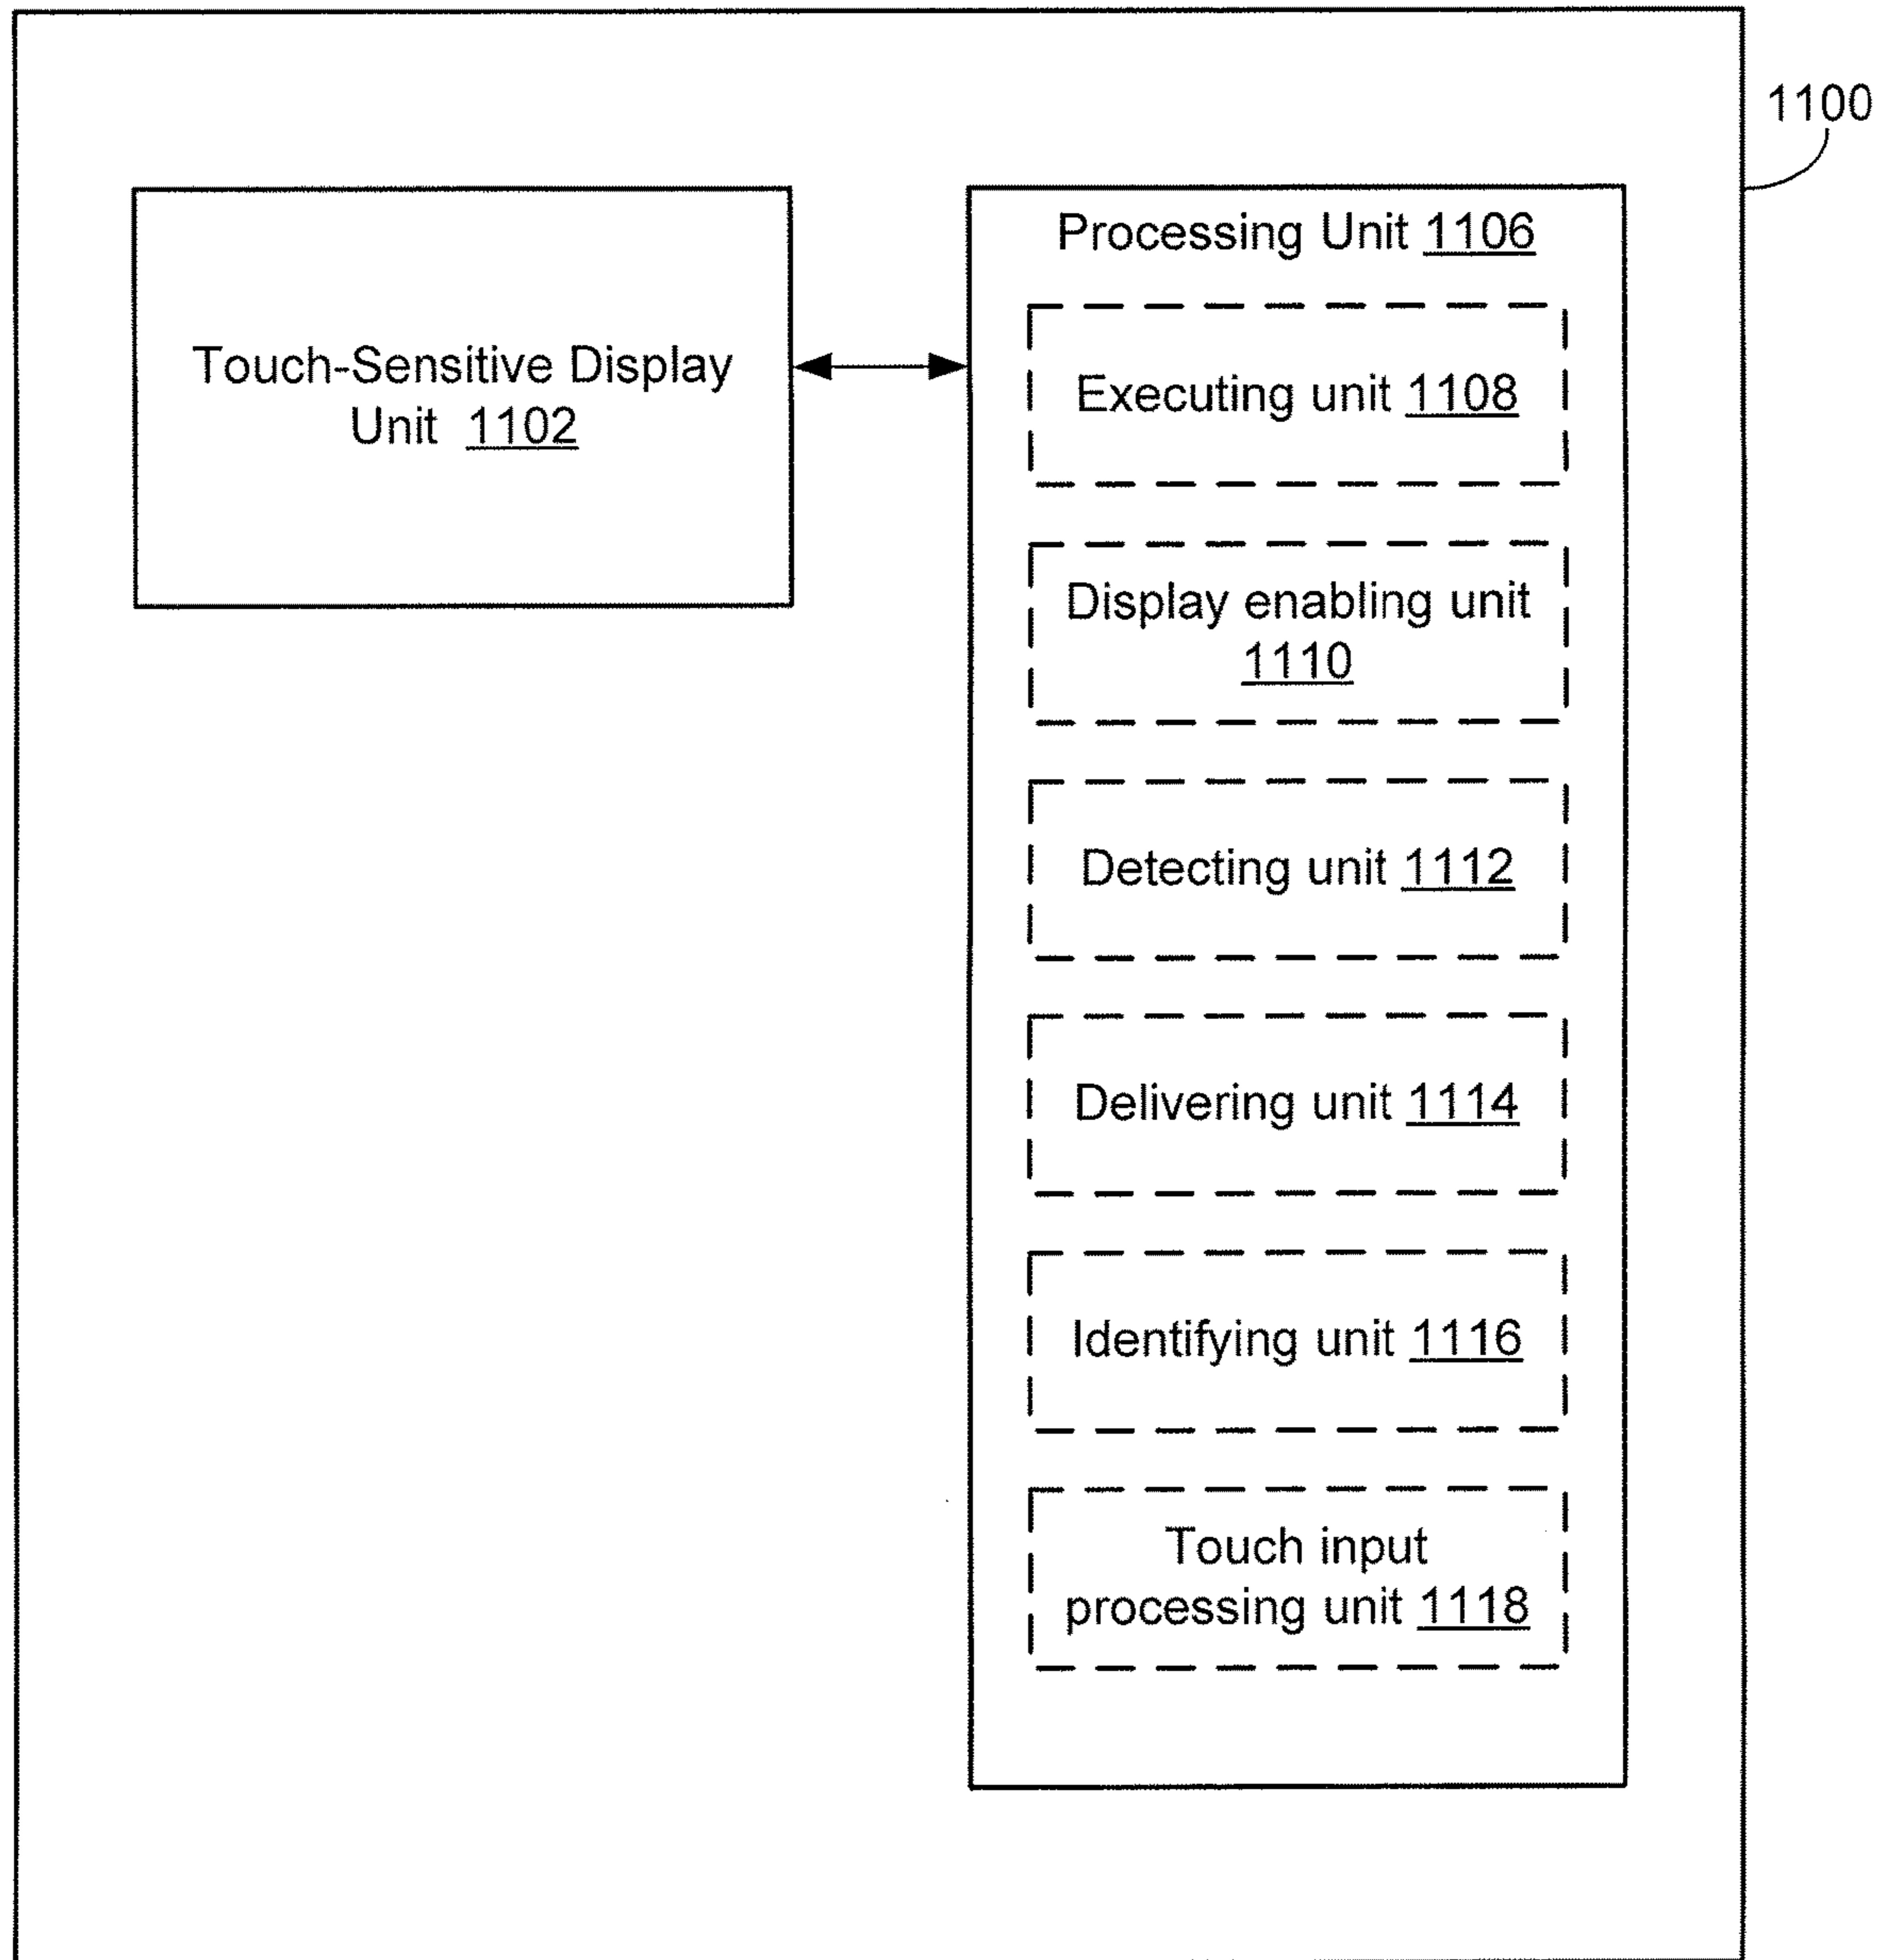 1100
Touch-Sensitive Display
Unit 1102
Processing Unit 1106
Executing unit 1108
Display enabling unit
1110
Detecting unit 1112
Delivering unit 1114
Identifying unit 1116
Touch input
processing unit 1118